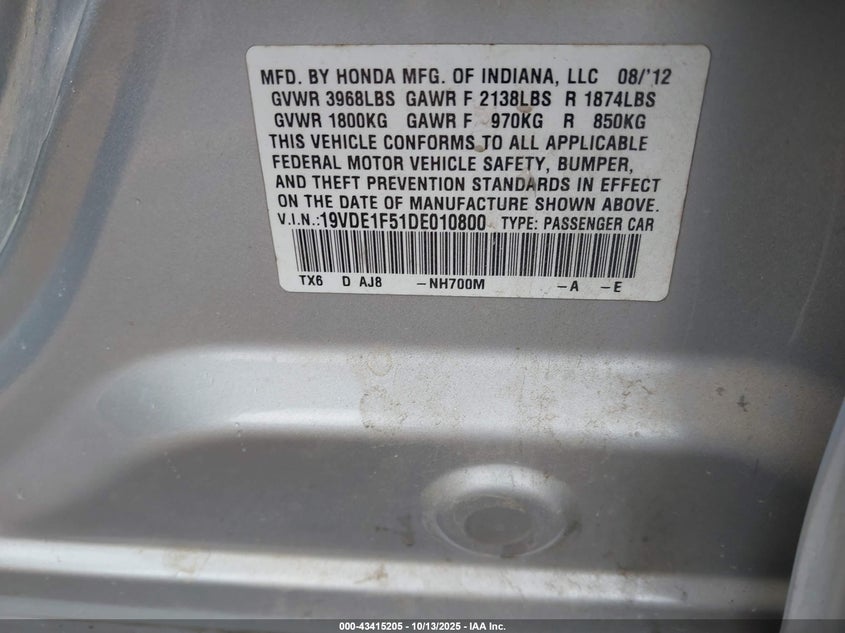 MFD. BY HONDA MFG. OF INDIANA, LLC 08/'12
GVWR 3968LBS GAWR F 2138LBS R 1874LBS
GVWR 1800KG GAWR F 970KG R 850KG
THIS VEHICLE CONFORMS TO ALL APPLICABLE
FEDERAL MOTOR VEHICLE SAFETY, BUMPER,
AND THEFT PREVENTION STANDARDS IN EFFECT
ON THE DATE OF MANUFACTURE SHOWN ABOVE.
V.I.N.:19VDE1F51DE010800 TYPE: PASSENGER CAR
TX6 D AJ8 -NH700M -A -E
000-43415205 | 10/13/2025 - IAA Inc.